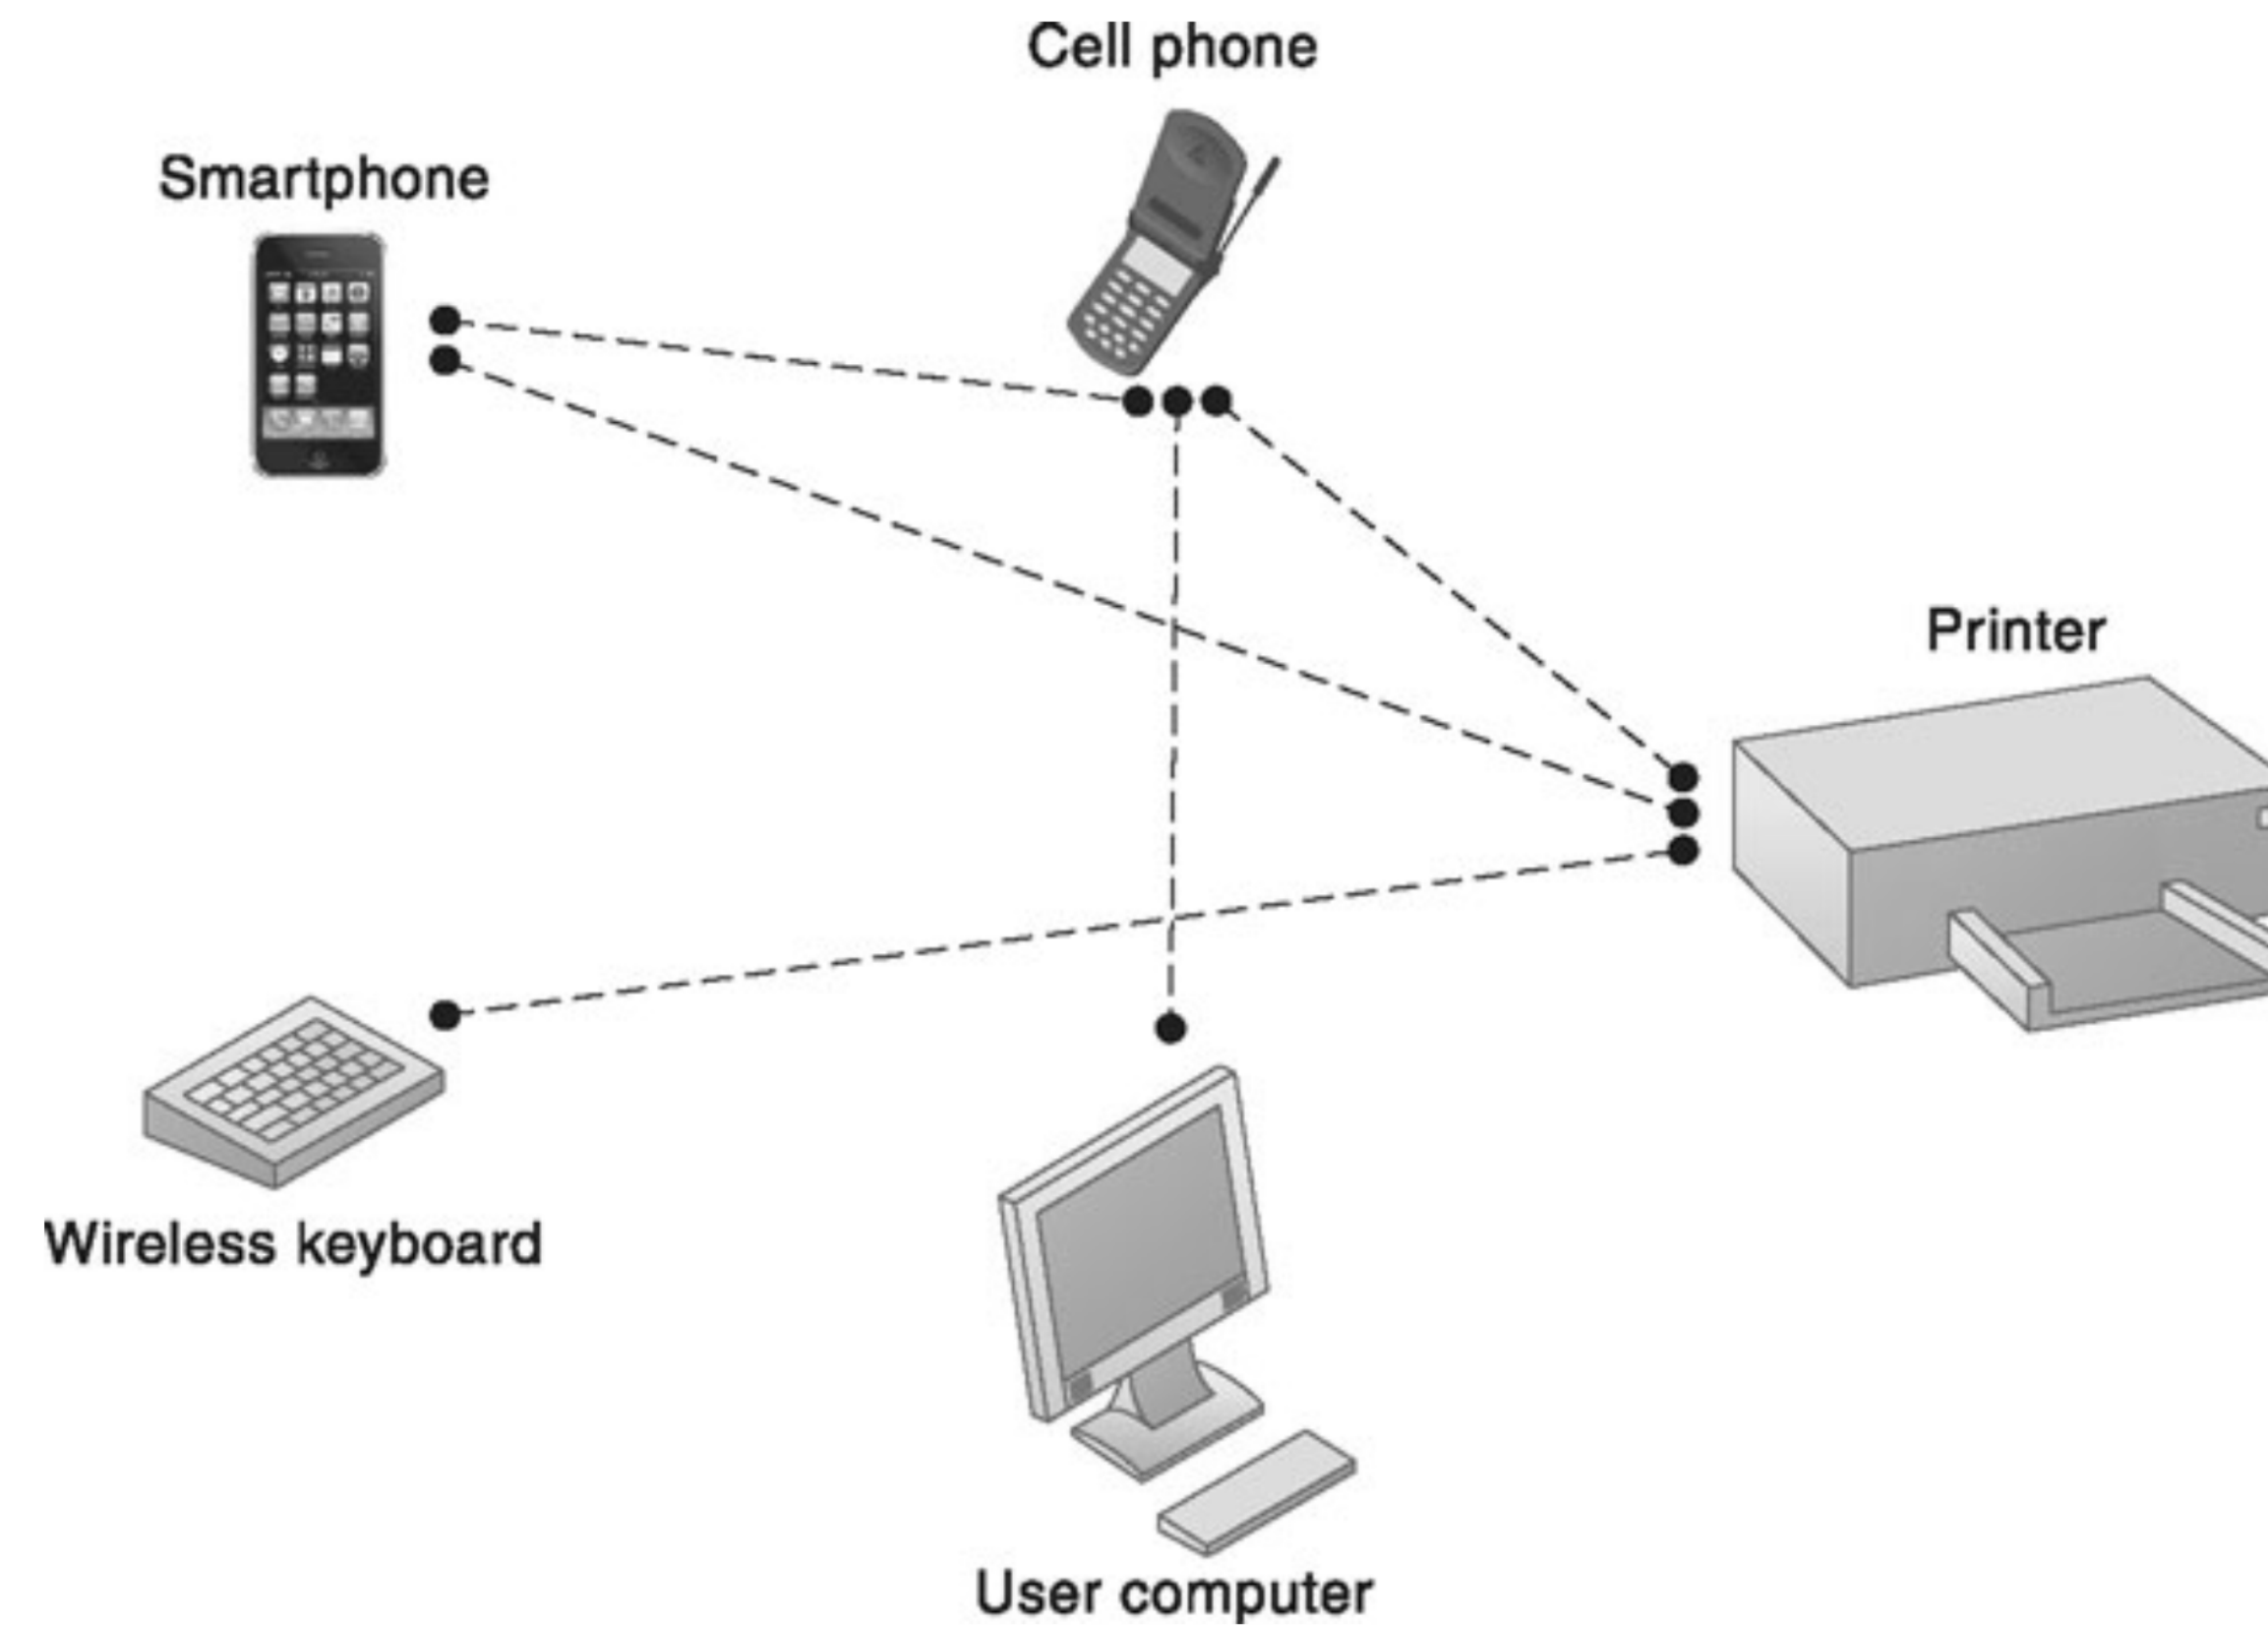 Cell phone
Smartphone
Printer
Wireless keyboard
User computer